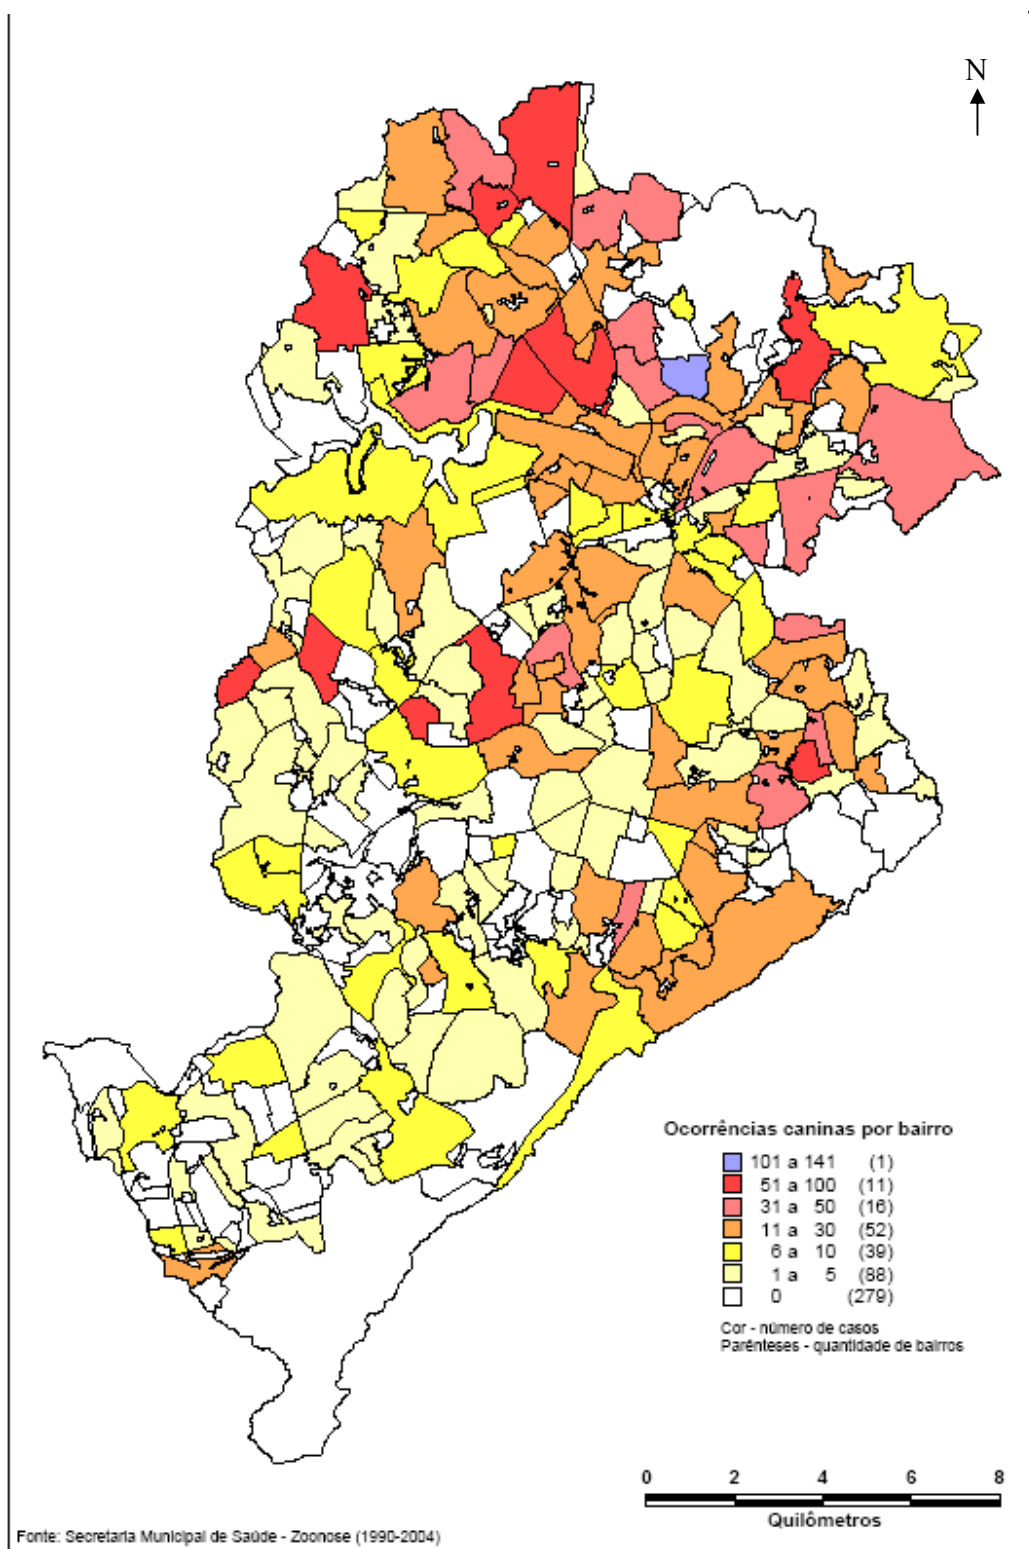 N
Ocorrências caninas por bairro
101 a 141 (1)
51 a 100 (11)
31 a 50 (16)
11 a 30 (52)
6 a 10 (39)
1 a 5 (88)
0 (279)
Cor - número de casos
Parênteses - quantidade de bairros
0 2 4 6 8
Quilômetros
Fonte: Secretaria Municipal de Saúde - Zoonose (1990-2004)